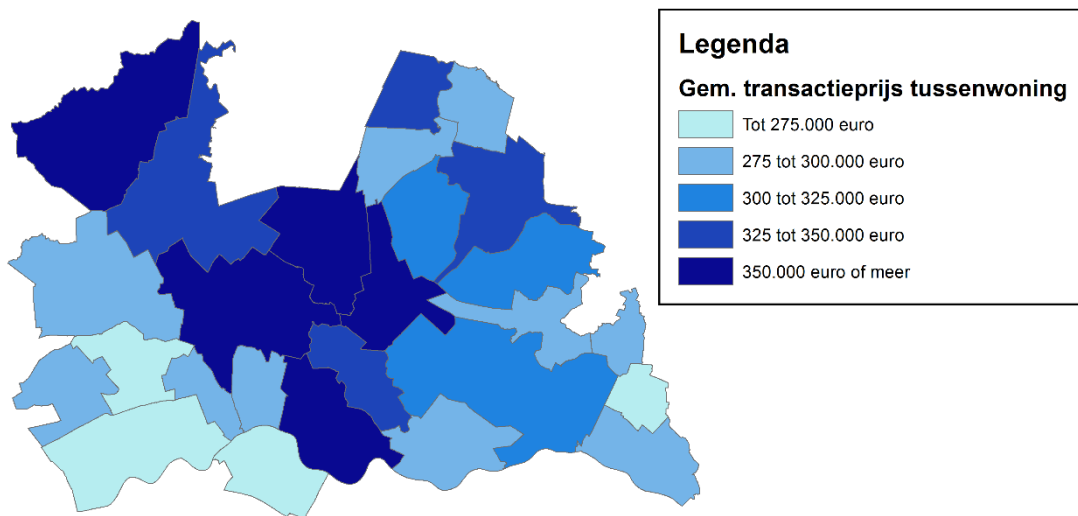 Legenda
Gem. transactieprijs tussenwoning
Tot 275.000 euro
275 tot 300.000 euro
300 tot 325.000 euro
325 tot 350.000 euro
350.000 euro of meer